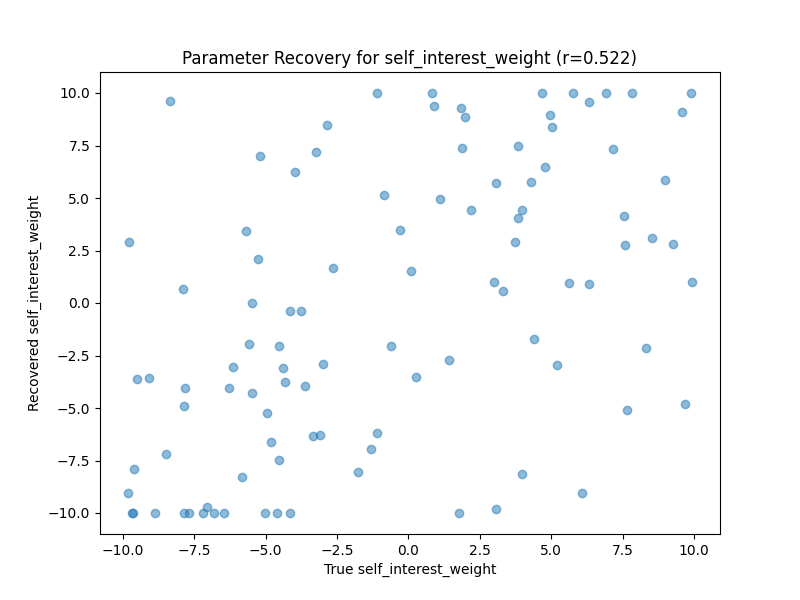 Parameter Recovery for self_interest_weight (r=0.522)
10.0
7.5
5.0
2.5
0.0
−2.5
−5.0
−7.5
−10.0
Recovered self_interest_weight
−10.0 −7.5 −5.0 −2.5 0.0 2.5 5.0 7.5 10.0
True self_interest_weight